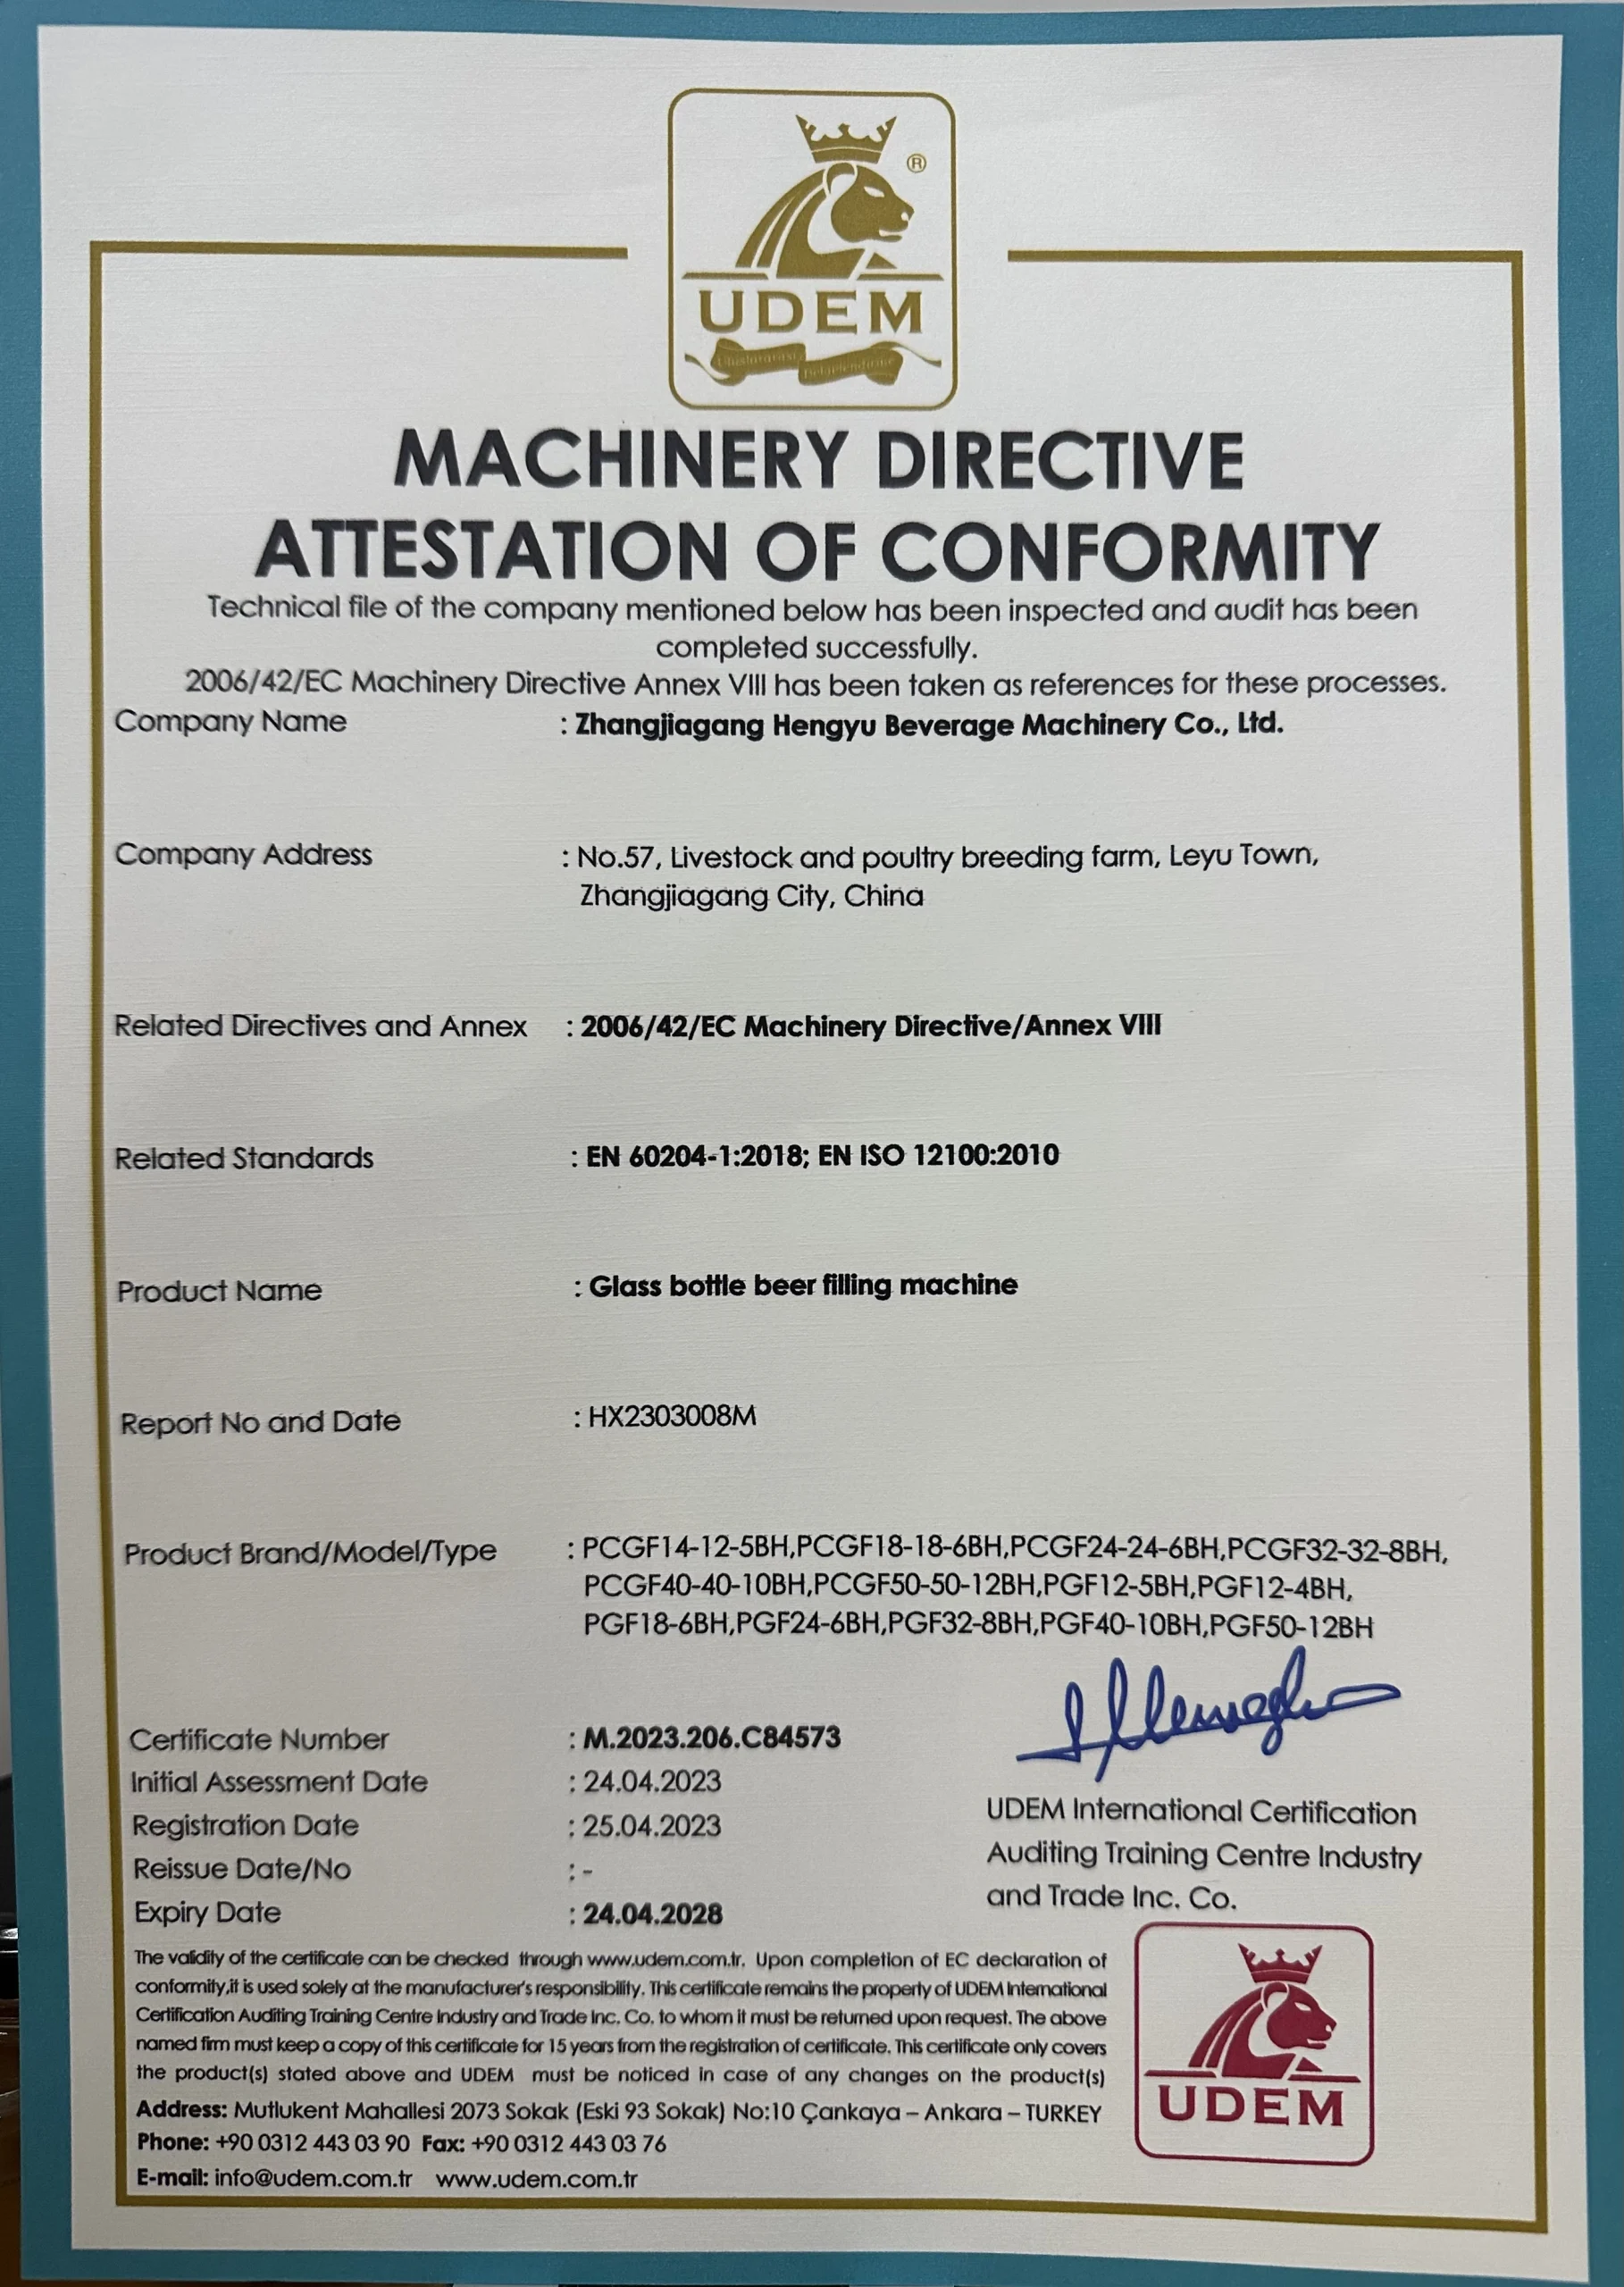 ®
UDEM
MACHINERY DIRECTIVE
ATTESTATION OF CONFORMITY
Technical file of the company mentioned below has been inspected and audit has been
completed successfully.
2006/42/EC Machinery Directive Annex VIII has been taken as references for these processes.
Company Name : Zhangjiagang Hengyu Beverage Machinery Co., Ltd.
Company Address : No.57, Livestock and poultry breeding farm, Leyu Town,
Zhangjiagang City, China
Related Directives and Annex : 2006/42/EC Machinery Directive/Annex VIII
Related Standards : EN 60204-1:2018; EN ISO 12100:2010
Product Name : Glass bottle beer filling machine
Report No and Date : HX2303008M
Product Brand/Model/Type : PCGF14-12-5BH,PCGF18-18-6BH,PCGF24-24-6BH,PCGF32-32-8BH,
PCGF40-40-10BH,PCGF50-50-12BH,PGF12-5BH,PGF12-4BH,
PGF18-6BH,PGF24-6BH,PGF32-8BH,PGF40-10BH,PGF50-12BH
Certificate Number : M.2023.206.C84573
Initial Assessment Date : 24.04.2023
Registration Date : 25.04.2023
Reissue Date/No : -
Expiry Date : 24.04.2028
UDEM International Certification
Auditing Training Centre Industry
and Trade Inc. Co.
The validity of the certificate can be checked through www.udem.com.tr. Upon completion of EC declaration of
conformity,it is used solely at the manufacturer's responsibility. This certificate remains the property of UDEM International
Certification Auditing Training Centre Industry and Trade Inc. Co. to whom it must be returned upon request. The above
named firm must keep a copy of this certificate for 15 years from the registration of certificate. This certificate only covers
the product(s) stated above and UDEM must be noticed in case of any changes on the product(s)
Address: Mutlukent Mahallesi 2073 Sokak (Eski 93 Sokak) No:10 Çankaya – Ankara – TURKEY
Phone: +90 0312 443 03 90 Fax: +90 0312 443 03 76
E-mail: info@udem.com.tr www.udem.com.tr
UDEM